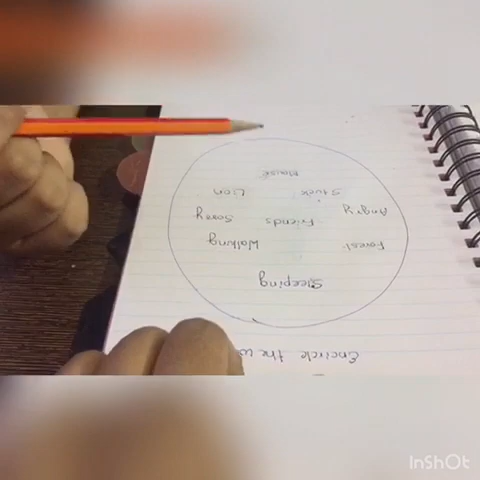 Encircle the
Sleeping
Forest Walking
Angry Friends Sorry
Stuck Lion
Mouse
InShOt